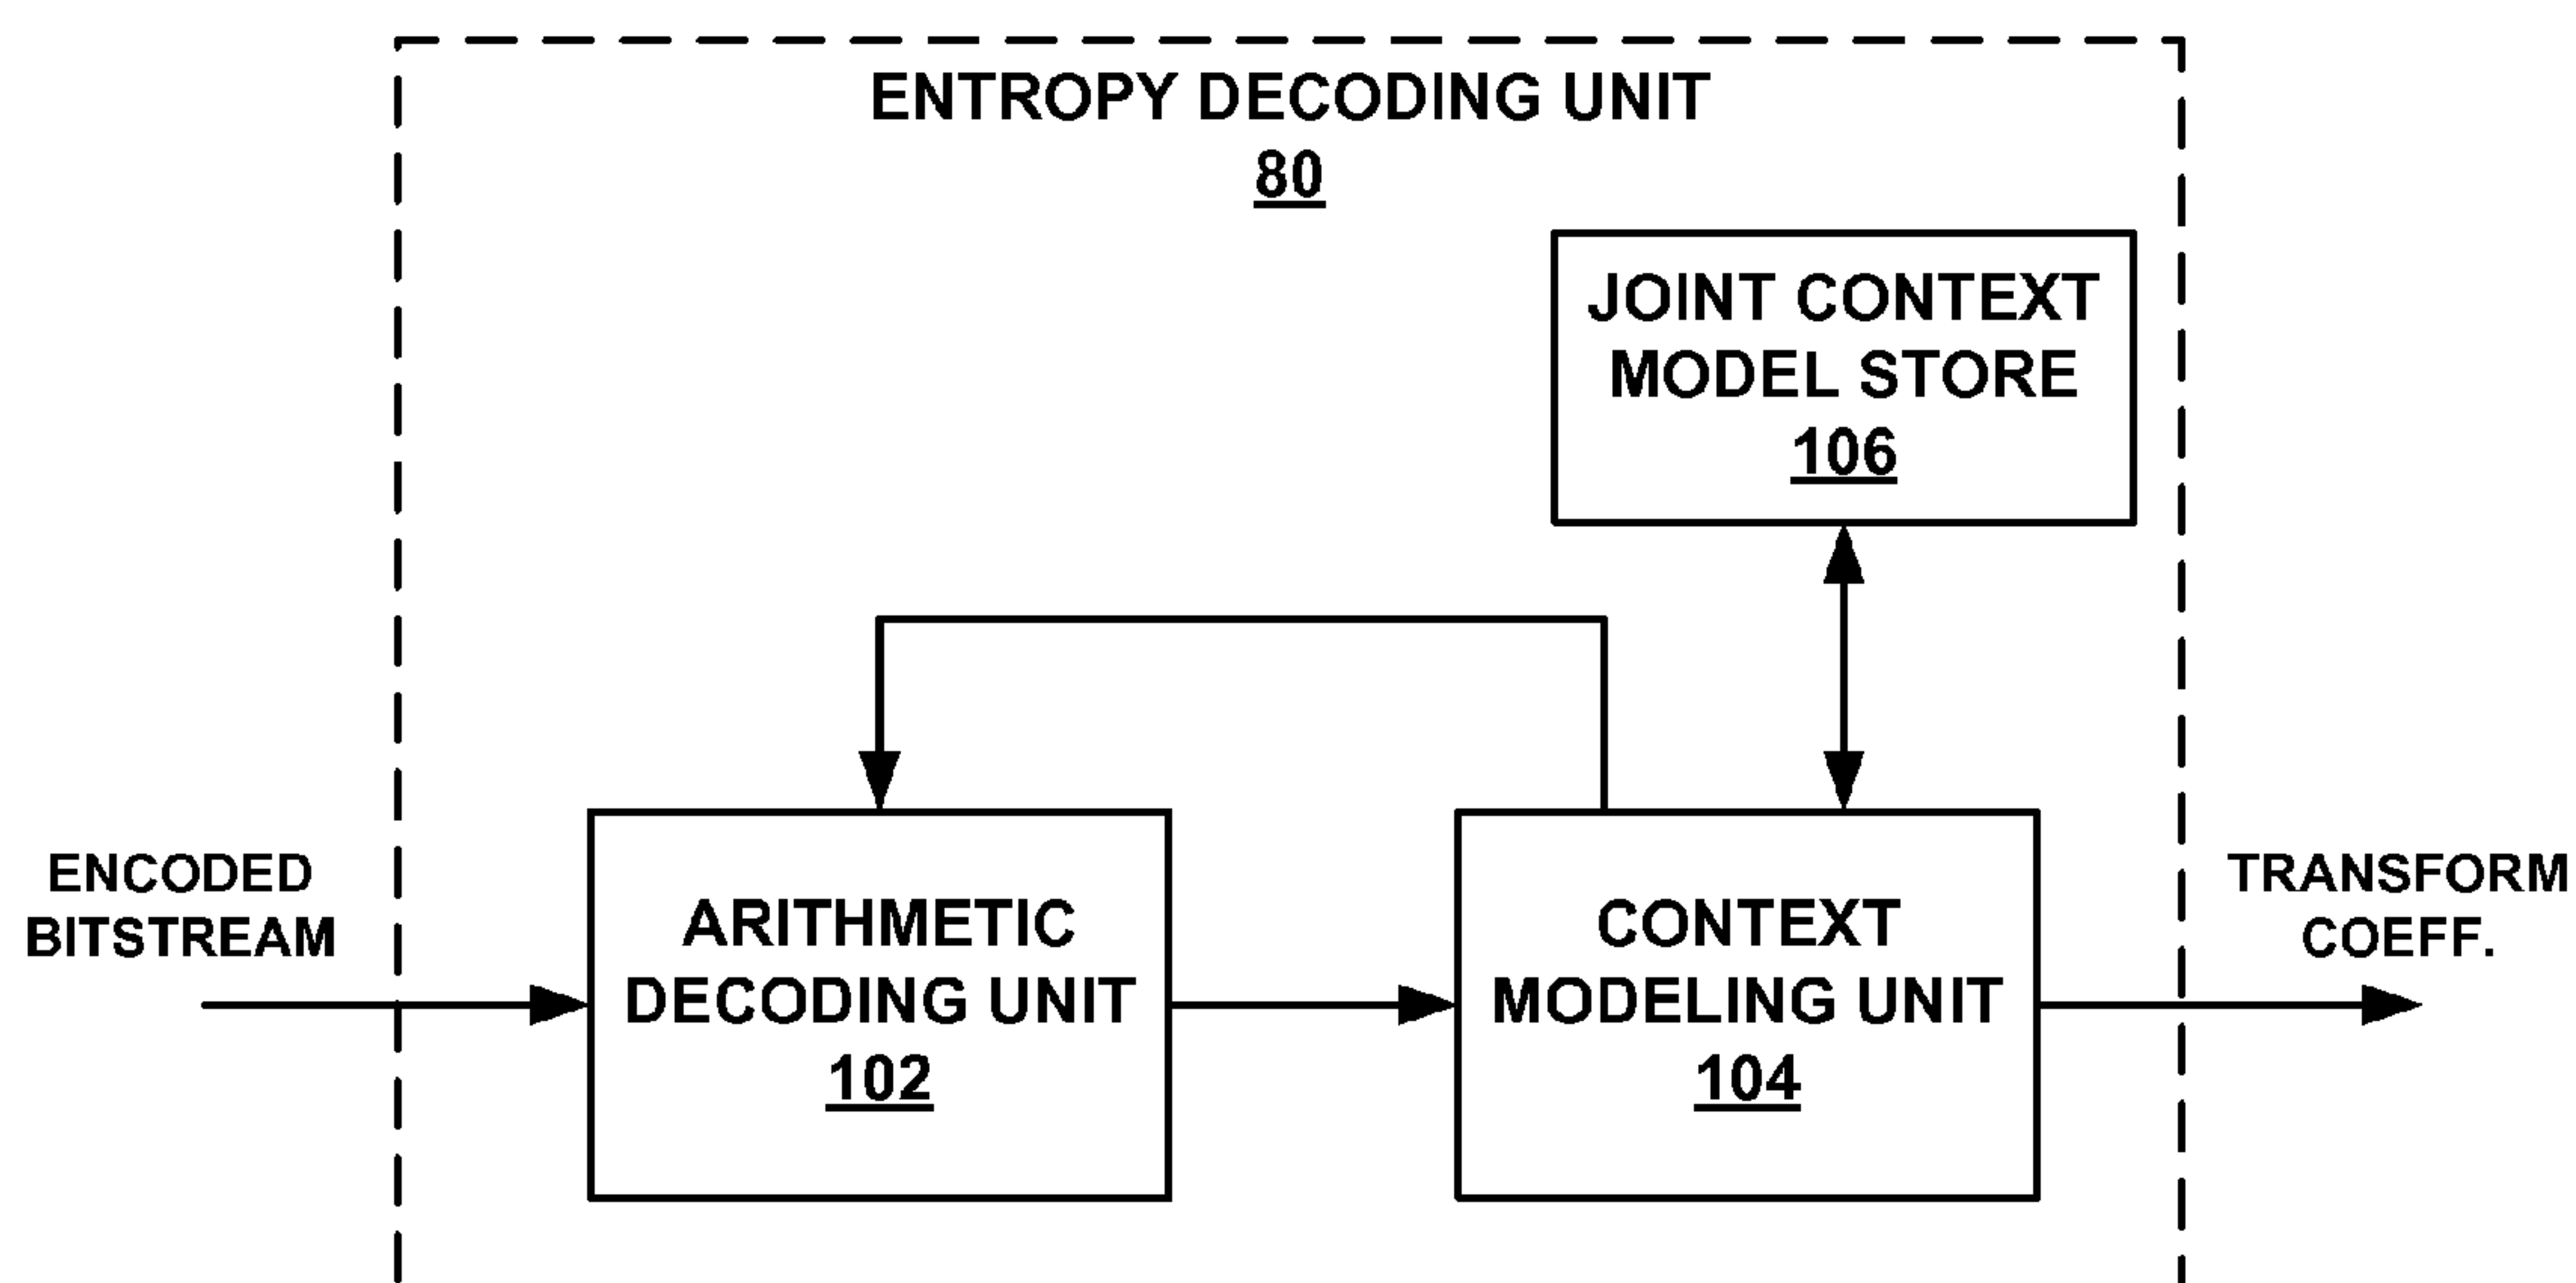 ENTROPY DECODING UNIT
80
JOINT CONTEXT
MODEL STORE
106
ENCODED
BITSTREAM
ARITHMETIC
DECODING UNIT
102
CONTEXT
MODELING UNIT
104
TRANSFORM
COEFF.